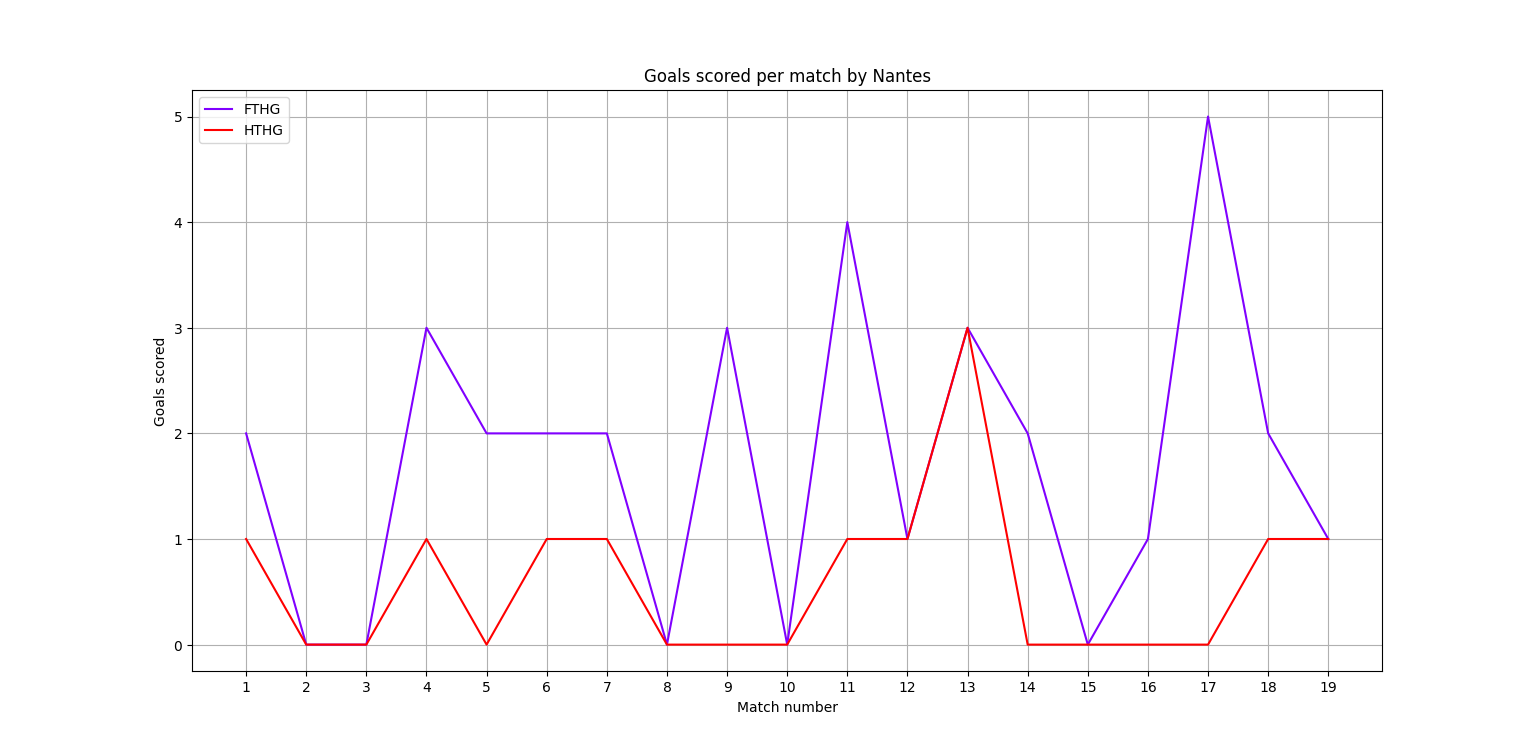 Goals scored per match by Nantes
FTHG
HTHG
5
4
3
2
1
0
Goals scored
1 2 3 4 5 6 7 8 9 10 11 12 13 14 15 16 17 18 19
Match number